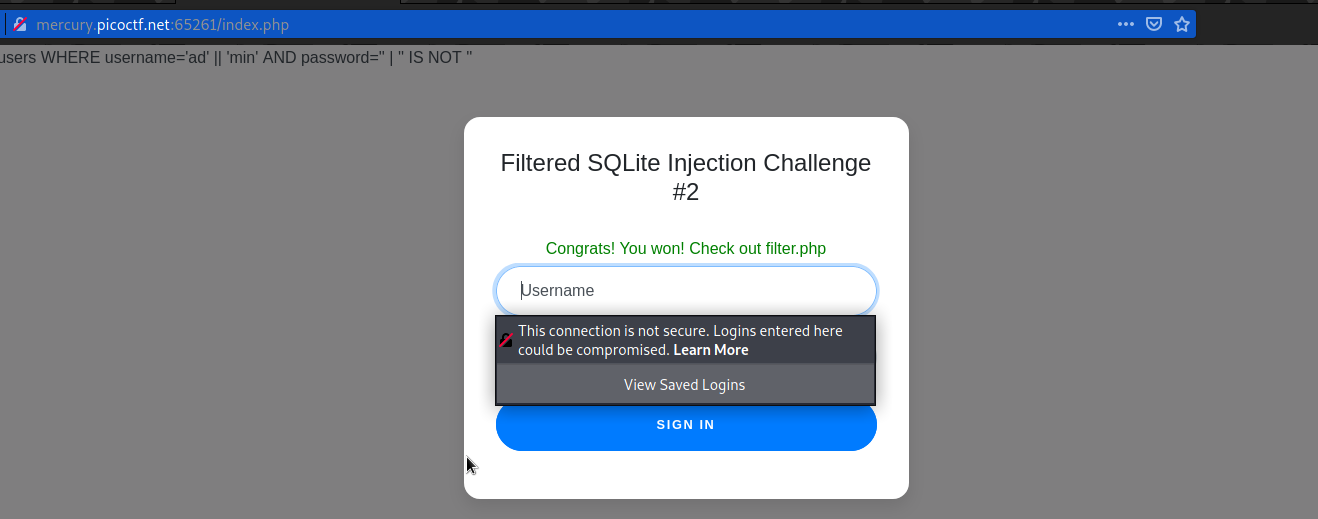 mercury.picoctf.net:65261/index.php
users WHERE username='ad' || 'min' AND password='' | '' IS NOT ''
Filtered SQLite Injection Challenge
#2
Congrats! You won! Check out filter.php
Username
This connection is not secure. Logins entered here
could be compromised. Learn More
View Saved Logins
SIGN IN